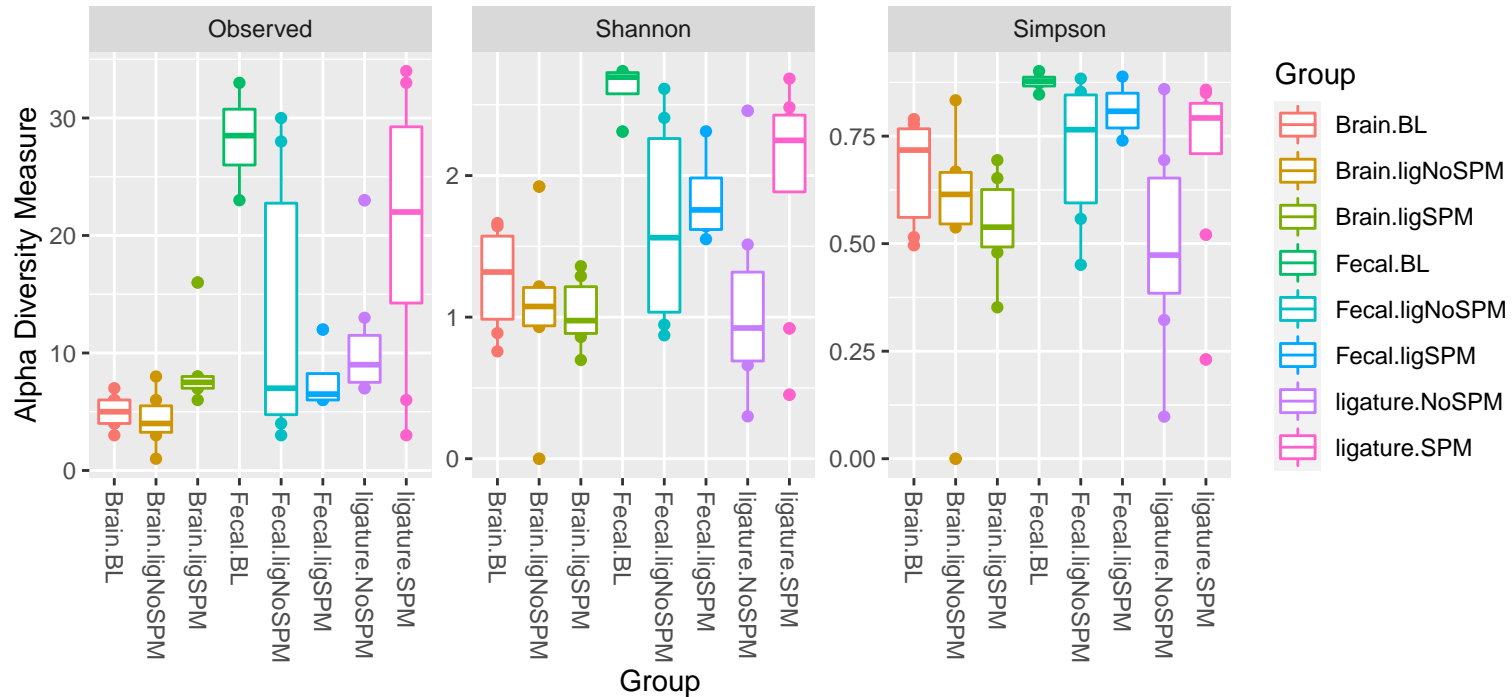 Observed
Shannon
Simpson
Alpha Diversity Measure
30
20
10
0
2
1
0
0.75
0.50
0.25
0.00
Brain.BL
Brain.ligNoSPM
Brain.ligSPM
Fecal.BL
Fecal.ligNoSPM
Fecal.ligSPM
ligature.NoSPM
ligature.SPM
Brain.BL
Brain.ligNoSPM
Brain.ligSPM
Fecal.BL
Fecal.ligNoSPM
Fecal.ligSPM
ligature.NoSPM
ligature.SPM
Brain.BL
Brain.ligNoSPM
Brain.ligSPM
Fecal.BL
Fecal.ligNoSPM
Fecal.ligSPM
ligature.NoSPM
ligature.SPM
Group
Group
Brain.BL
Brain.ligNoSPM
Brain.ligSPM
Fecal.BL
Fecal.ligNoSPM
Fecal.ligSPM
ligature.NoSPM
ligature.SPM